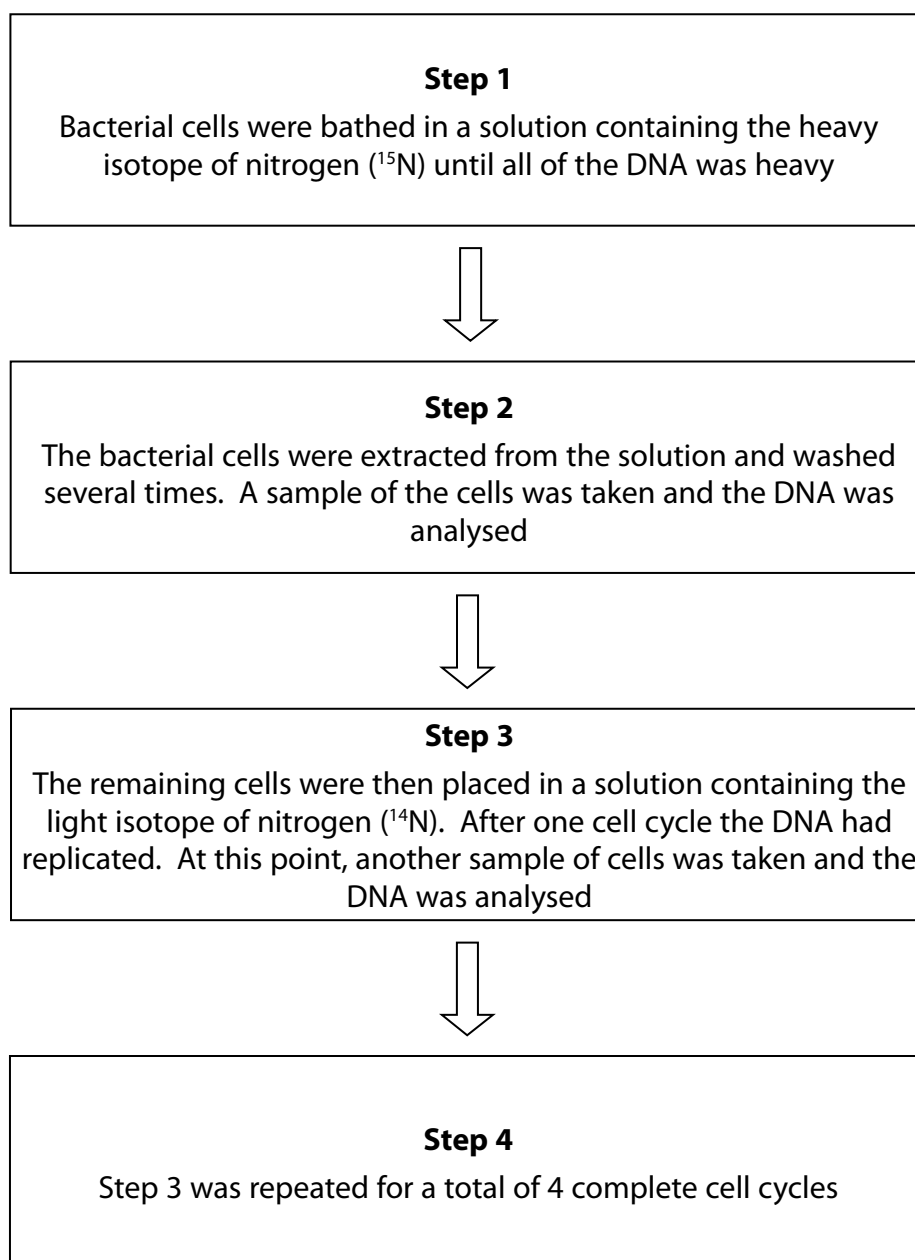 Step 1
Bacterial cells were bathed in a solution containing the heavy
isotope of nitrogen (¹⁵N) until all of the DNA was heavy
Step 2
The bacterial cells were extracted from the solution and washed
several times.  A sample of the cells was taken and the DNA was
analysed
Step 3
The remaining cells were then placed in a solution containing the
light isotope of nitrogen (¹⁴N).  After one cell cycle the DNA had
replicated.  At this point, another sample of cells was taken and the
DNA was analysed
Step 4
Step 3 was repeated for a total of 4 complete cell cycles